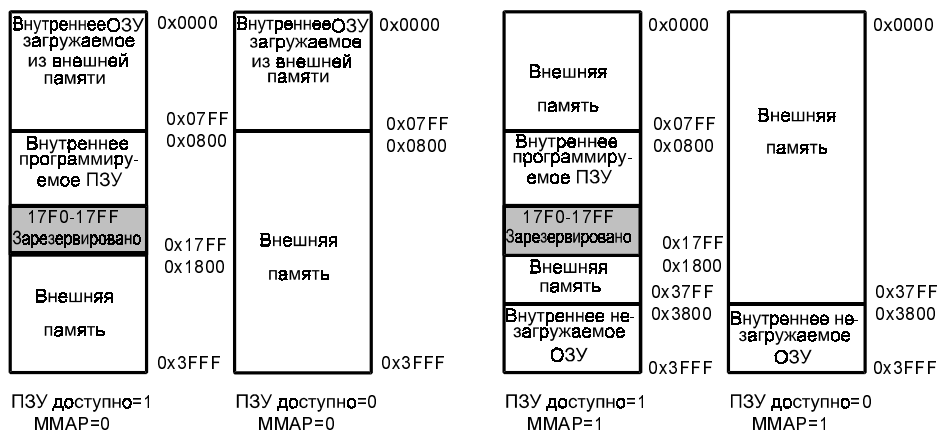 ВнутреннееОЗУ
загружаемое
из внешней
памяти
0x0000
0x07FF
0x0800
Внутреннее
программиру-
емое ПЗУ
17F0-17FF
Зарезервировано
0x17FF
0x1800
Внешняя
память
0x3FFF
ПЗУ доступно=1
MMAP=0
ВнутреннееОЗУ
загружаемое
из внешней
памяти
0x0000
0x07FF
0x0800
Внешняя
память
0x3FFF
ПЗУ доступно=0
MMAP=0
0x0000
Внешняя
память
0x07FF
0x0800
Внутреннее
программиру-
емое ПЗУ
17F0-17FF
Зарезервировано
0x17FF
0x1800
Внешняя
память
0x37FF
0x3800
Внутреннее не-
загружаемое
ОЗУ
0x3FFF
ПЗУ доступно=1
MMAP=1
0x0000
Внешняя
память
0x37FF
0x3800
Внутреннее не-
загружаемое
ОЗУ
0x3FFF
ПЗУ доступно=0
MMAP=1